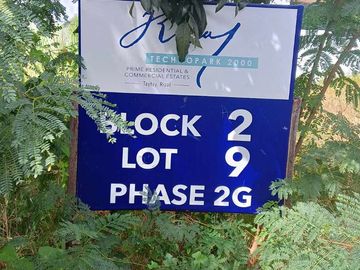 TECHNOPARK 2000
PRIME RESIDENTIAL &
COMMERCIAL ESTATES
BLOCK 2
LOT 9
PHASE 2G